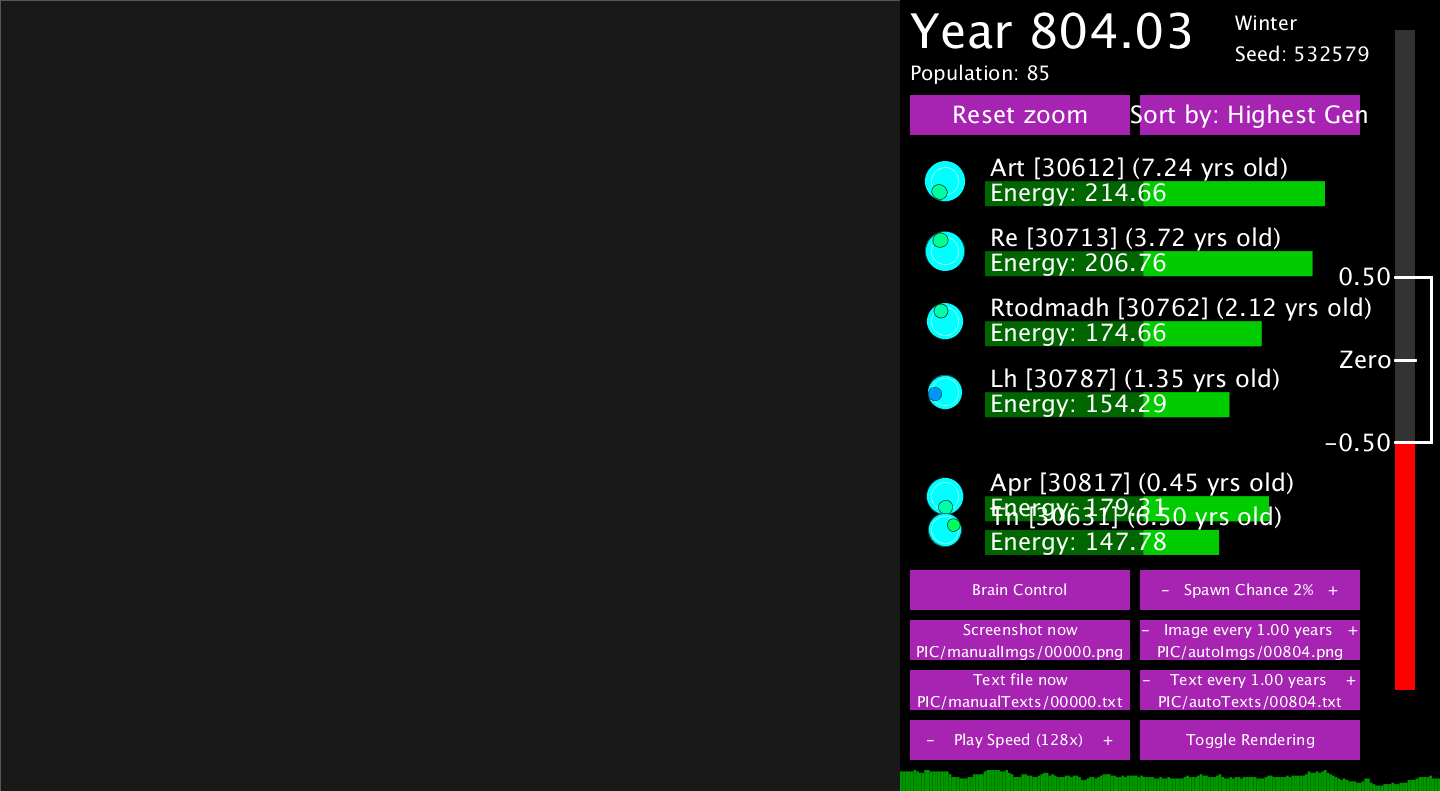 Year 804.03
Winter
Seed: 532579
Population: 85
Reset zoom
Sort by: Highest Gen
Art [30612] (7.24 yrs old)
Energy: 214.66
Re [30713] (3.72 yrs old)
Energy: 206.76
0.50
Rtodmadh [30762] (2.12 yrs old)
Energy: 174.66
Zero
Lh [30787] (1.35 yrs old)
Energy: 154.29
-0.50
Apr [30817] (0.45 yrs old)
Energy: 179.31
Tn [30631] (6.50 yrs old)
Energy: 147.78
Brain Control
- Spawn Chance 2% +
Screenshot now
PIC/manualImgs/00000.png
- Image every 1.00 years +
PIC/autoImgs/00804.png
Text file now
PIC/manualTexts/00000.txt
- Text every 1.00 years +
PIC/autoTexts/00804.txt
- Play Speed (128x) +
Toggle Rendering